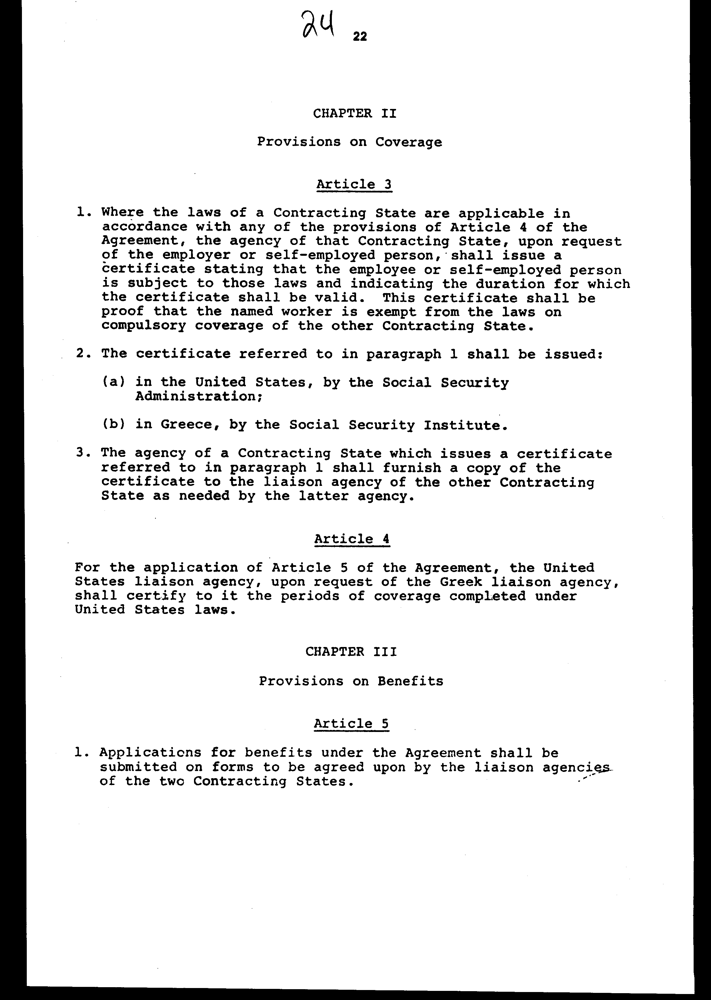 24
22
CHAPTER II
Provisions on Coverage
Article 3
1. Where the laws of a Contracting State are applicable in
accordance with any of the provisions of Article 4 of the
Agreement, the agency of that Contracting State, upon request
of the employer or self-employed person, shall issue a
certificate stating that the employee or self-employed person
is subject to those laws and indicating the duration for which
the certificate shall be valid.  This certificate shall be
proof that the named worker is exempt from the laws on
compulsory coverage of the other Contracting State.
2. The certificate referred to in paragraph 1 shall be issued:
(a) in the United States, by the Social Security
Administration;
(b) in Greece, by the Social Security Institute.
3. The agency of a Contracting State which issues a certificate
referred to in paragraph 1 shall furnish a copy of the
certificate to the liaison agency of the other Contracting
State as needed by the latter agency.
Article 4
For the application of Article 5 of the Agreement, the United
States liaison agency, upon request of the Greek liaison agency,
shall certify to it the periods of coverage completed under
United States laws.
CHAPTER III
Provisions on Benefits
Article 5
1. Applications for benefits under the Agreement shall be
submitted on forms to be agreed upon by the liaison agencies
of the two Contracting States.